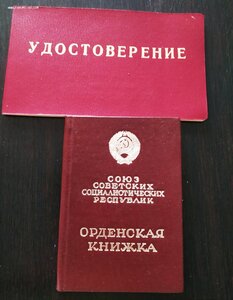 УДОСТОВЕРЕНИЕ
СОЮЗ
СОВЕТСКИХ
СОЦИАЛИСТИЧЕСКИХ
РЕСПУБЛИК
ОРДЕНСКАЯ
КНИЖКА